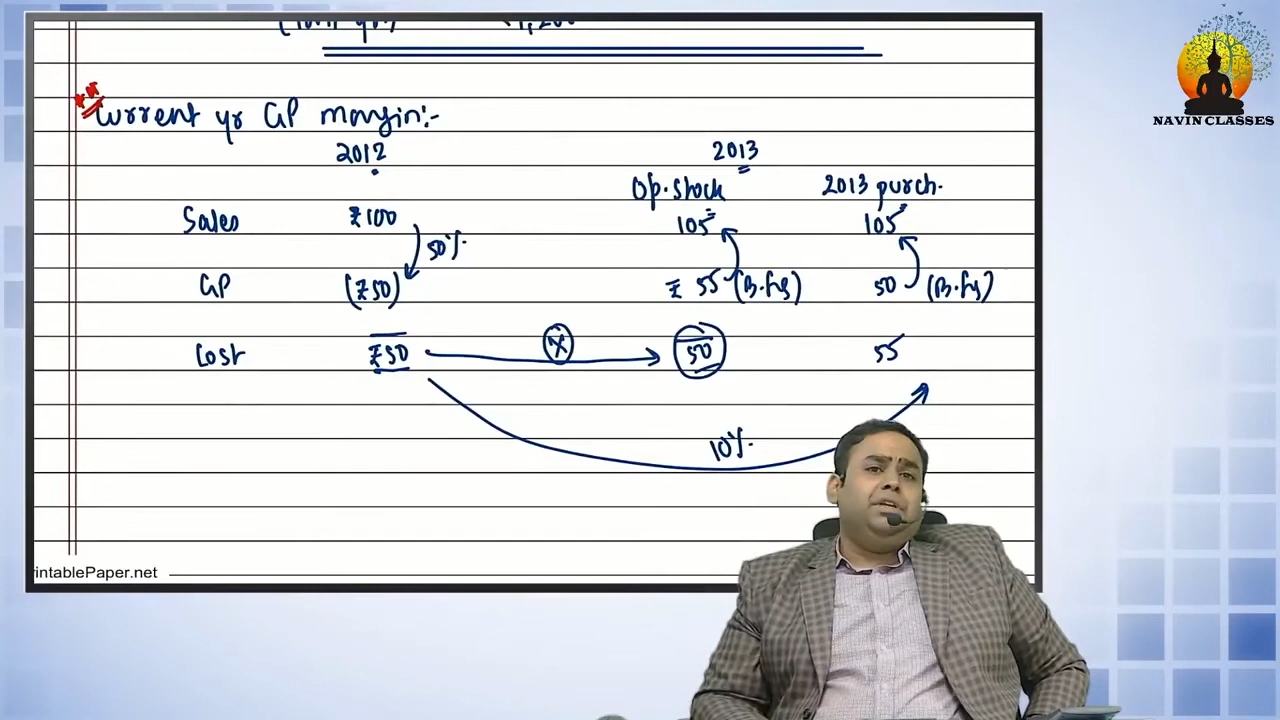 NAVIN CLASSES
Current yr GP margin:-
2012 2013
Op. stock 2013 purch.
Sales ₹100 105 105
50%
GP (₹50) ₹ 55 (B.fig) 50 (B.fig)
Cost ₹50 50 55
10%
intablePaper.net